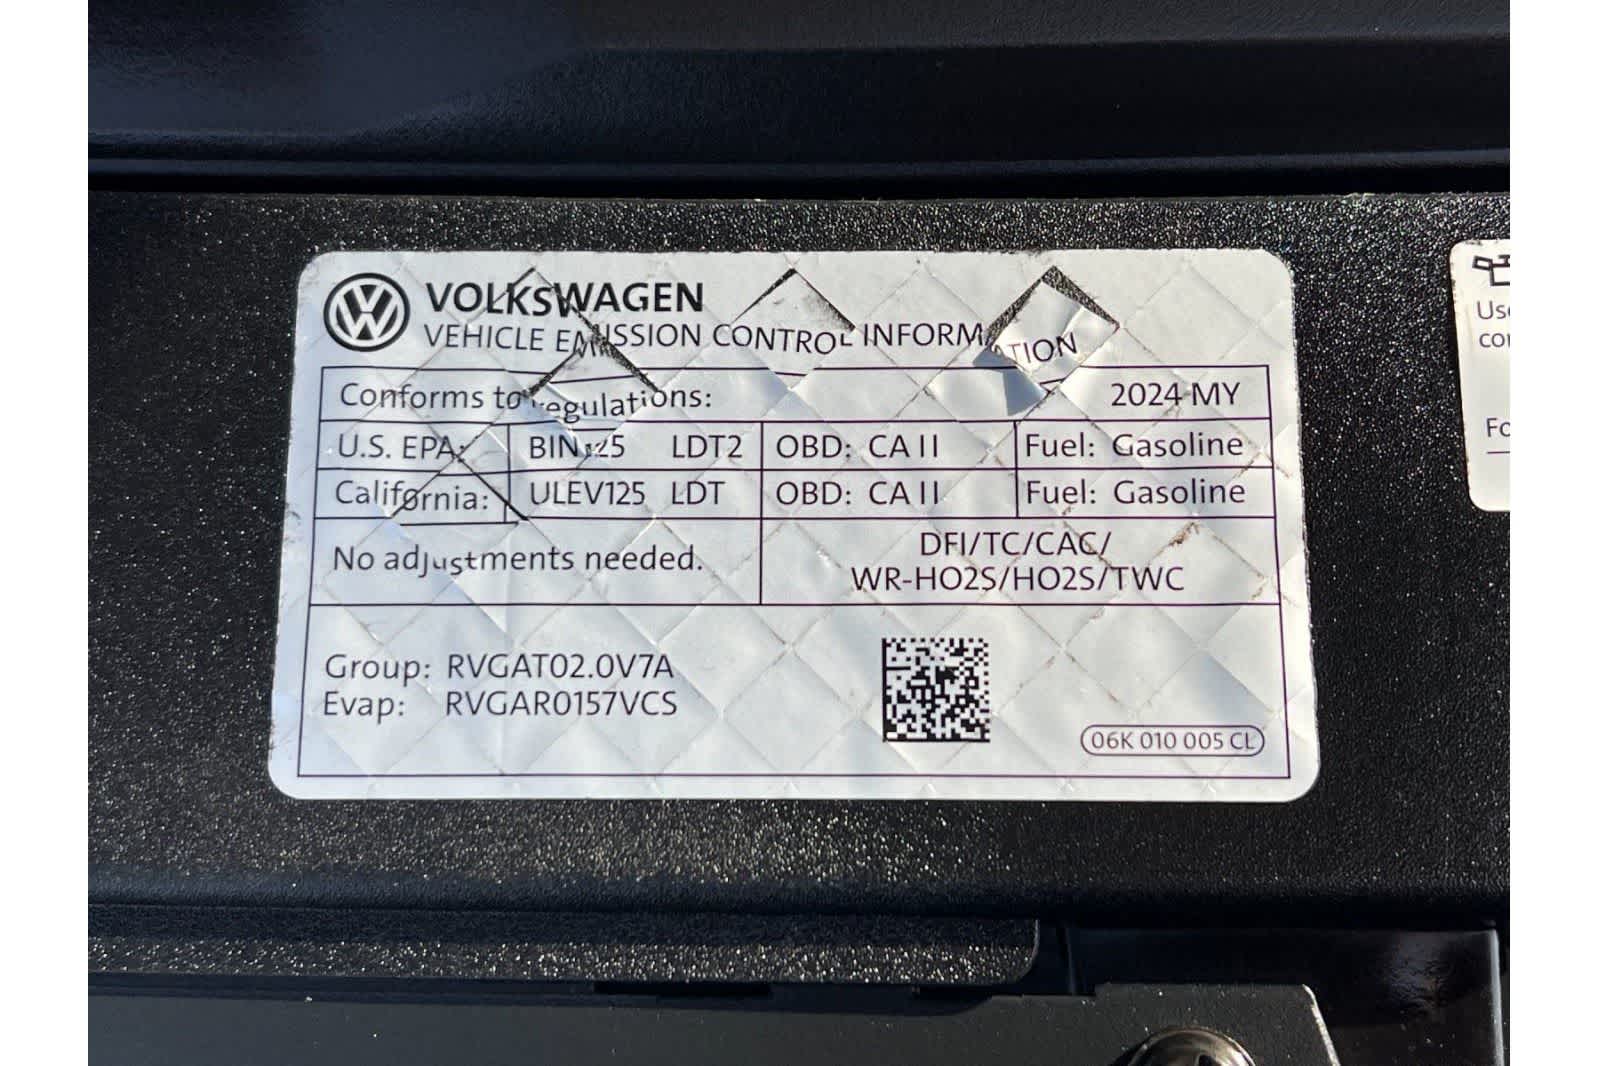 VOLKSWAGEN
VEHICLE EMISSION CONTROL INFORMATION
Conforms to regulations: 2024 MY
U.S. EPA: BIN 125 LDT2 OBD: CA II Fuel: Gasoline
California: ULEV125 LDT OBD: CA II Fuel: Gasoline
No adjustments needed.
DFI/TC/CAC/
WR-HO2S/HO2S/TWC
Group: RVGAT02.0V7A
Evap: RVGAR0157VCS
06K 010 005 CL